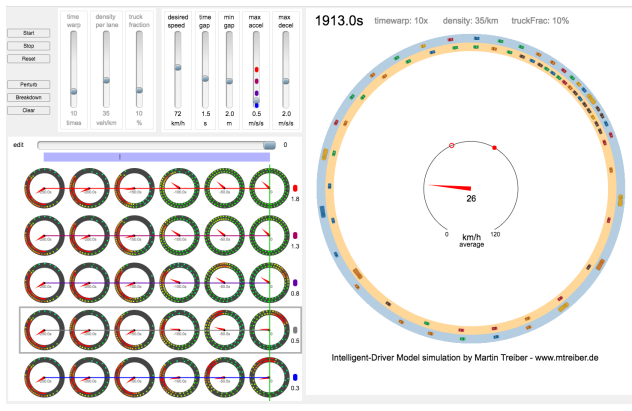 Start
Stop
Reset
Perturb
Breakdown
Clear
time warp
10
times
density per lane
35
veh/km
truck fraction
10
%
desired speed
72
km/h
time gap
1.5
s
min gap
2.0
m
max accel
0.5
m/s/s
max decel
2.0
m/s/s
edit
0
1.8
1.3
0.8
0.5
0.3
1913.0s timewarp: 10x density: 35/km truckFrac: 10%
26
0 km/h 120
average
Intelligent-Driver Model simulation by Martin Treiber - www.mtreiber.de